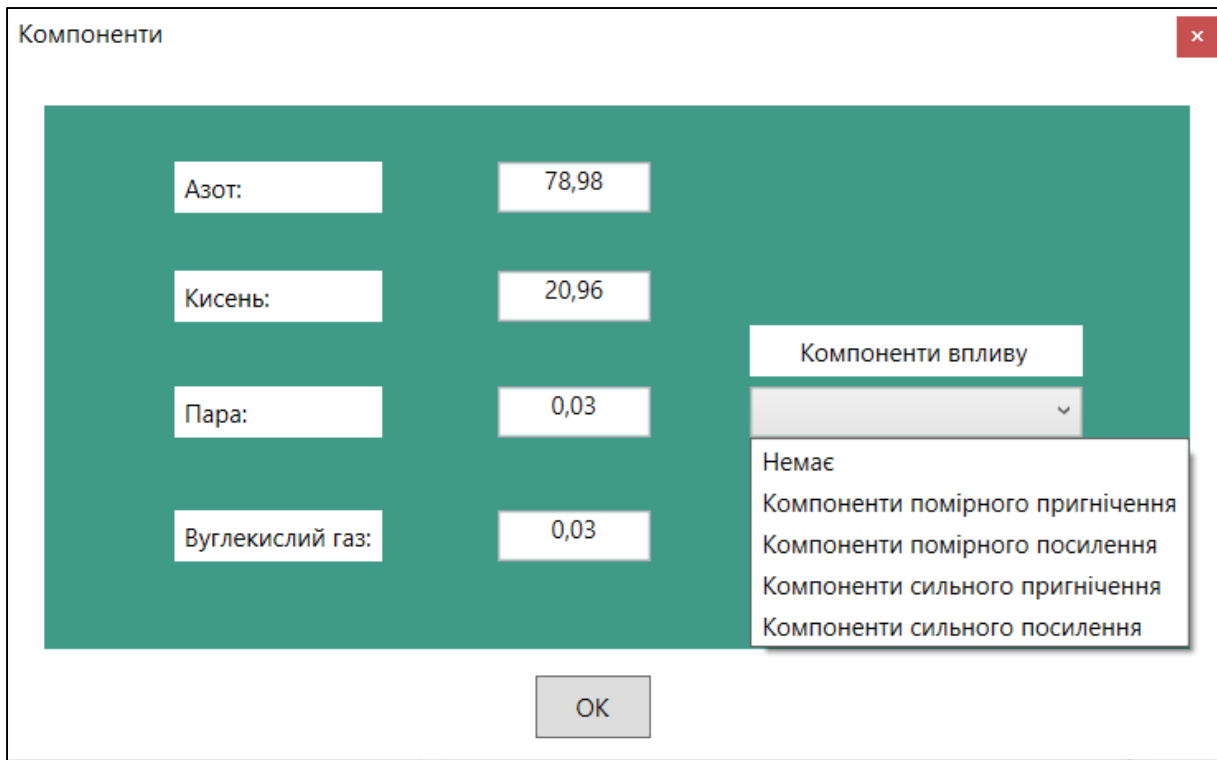 Компоненти
x
Азот:
78,98
Кисень:
20,96
Компоненти впливу
Пара:
0,03
Немає
Компоненти помірного пригнічення
Компоненти помірного посилення
Компоненти сильного пригнічення
Компоненти сильного посилення
Вуглекислий газ:
0,03
ОК